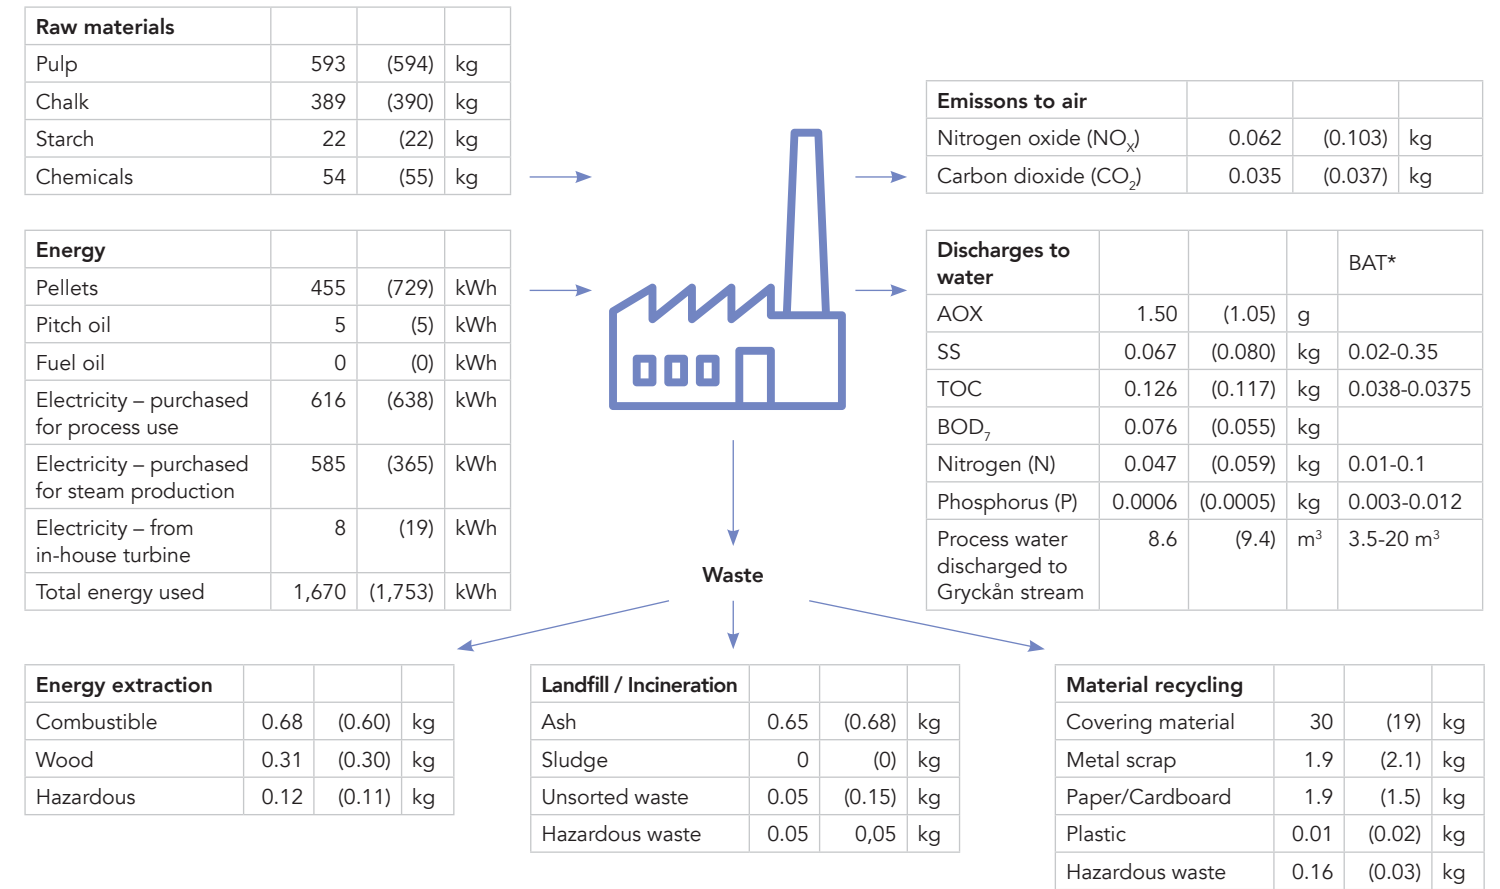 Raw materials
Pulp 593 (594) kg
Chalk 389 (390) kg
Starch 22 (22) kg
Chemicals 54 (55) kg
Energy
Pellets 455 (729) kWh
Pitch oil 5 (5) kWh
Fuel oil 0 (0) kWh
Electricity – purchased 616 (638) kWh
for process use
Electricity – purchased 585 (365) kWh
for steam production
Electricity – from 8 (19) kWh
in-house turbine
Total energy used 1,670 (1,753) kWh
Emissons to air
Nitrogen oxide (NOX) 0.062 (0.103) kg
Carbon dioxide (CO2) 0.035 (0.037) kg
Discharges to
water BAT*
AOX 1.50 (1.05) g
SS 0.067 (0.080) kg 0.02-0.35
TOC 0.126 (0.117) kg 0.038-0.0375
BOD7 0.076 (0.055) kg
Nitrogen (N) 0.047 (0.059) kg 0.01-0.1
Phosphorus (P) 0.0006 (0.0005) kg 0.003-0.012
Process water 8.6 (9.4) m³ 3.5-20 m³
discharged to
Gryckån stream
Waste
Energy extraction
Combustible 0.68 (0.60) kg
Wood 0.31 (0.30) kg
Hazardous 0.12 (0.11) kg
Landfill / Incineration
Ash 0.65 (0.68) kg
Sludge 0 (0) kg
Unsorted waste 0.05 (0.15) kg
Hazardous waste 0.05 0,05 kg
Material recycling
Covering material 30 (19) kg
Metal scrap 1.9 (2.1) kg
Paper/Cardboard 1.9 (1.5) kg
Plastic 0.01 (0.02) kg
Hazardous waste 0.16 (0.03) kg